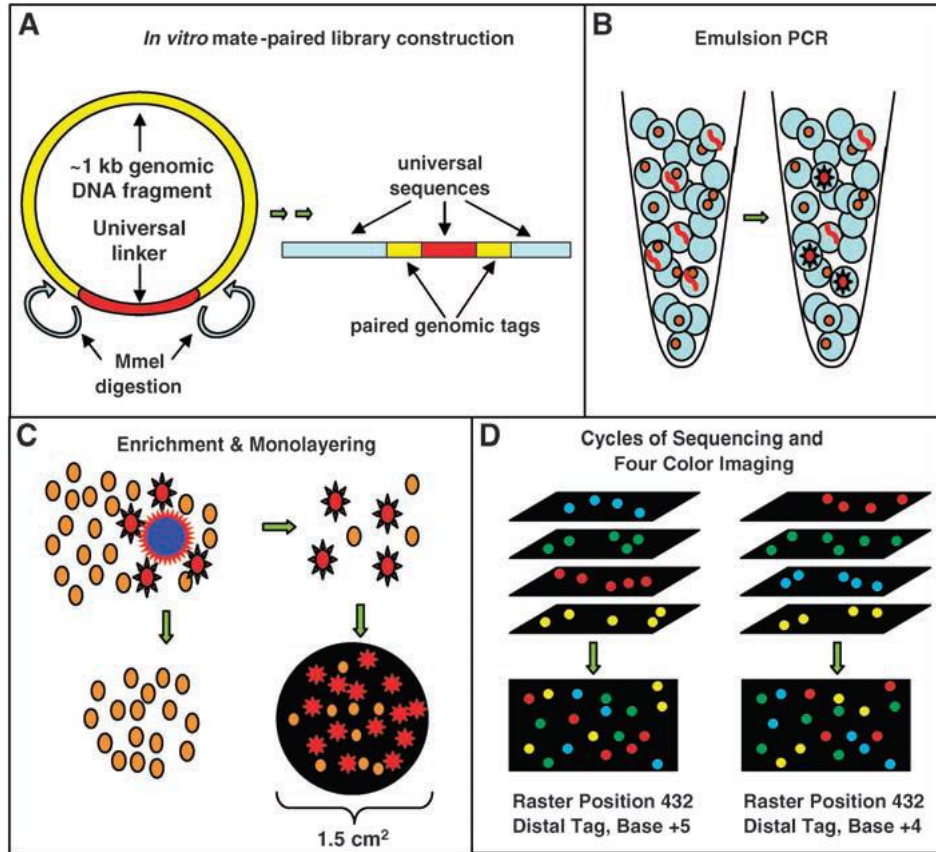 A
In vitro mate-paired library construction
~1 kb genomic
DNA fragment
Universal
linker
MmeI
digestion
universal
sequences
paired genomic tags
B
Emulsion PCR
C
Enrichment & Monolayering
1.5 cm²
D
Cycles of Sequencing and
Four Color Imaging
Raster Position 432
Distal Tag, Base +5
Raster Position 432
Distal Tag, Base +4